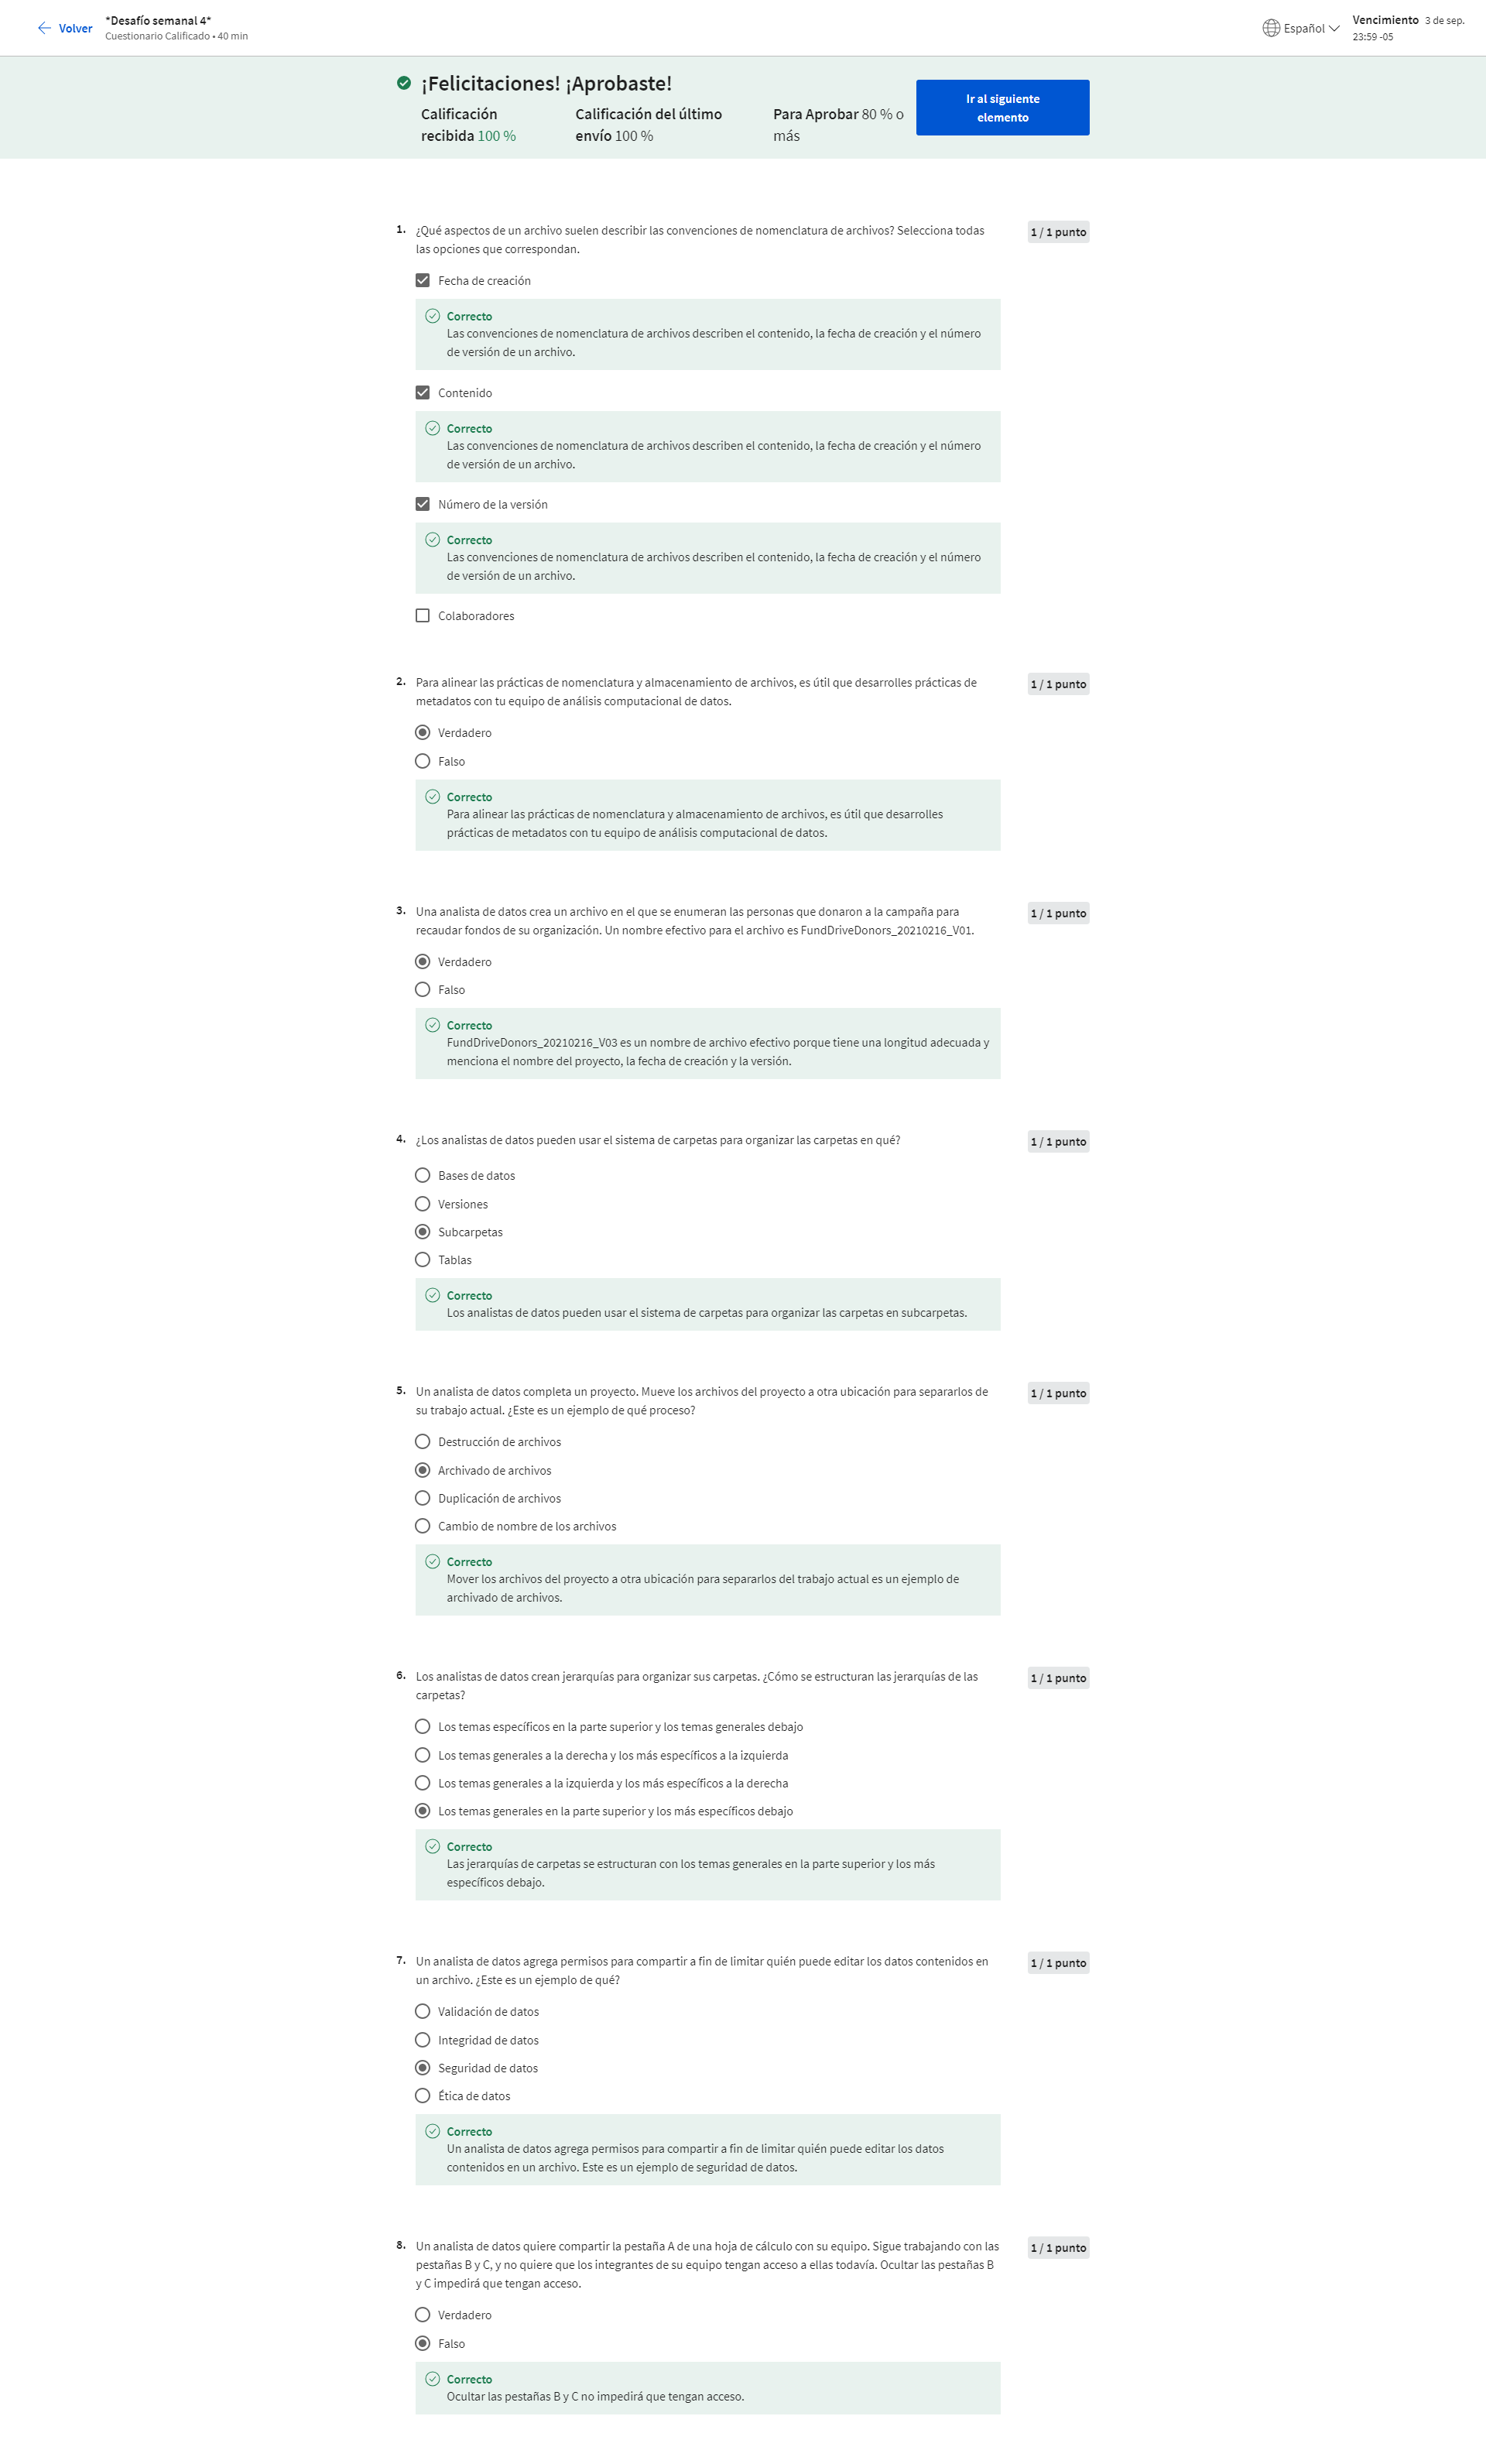 Volver
*Desafío semanal 4*
Cuestionario Calificado • 40 min
Español
Vencimiento 3 de sep.
23:59 -05
¡Felicitaciones! ¡Aprobaste!
Calificación
recibida 100 %
Calificación del último
envío 100 %
Para Aprobar 80 % o
más
Ir al siguiente
elemento
1. ¿Qué aspectos de un archivo suelen describir las convenciones de nomenclatura de archivos? Selecciona todas
las opciones que correspondan.
1 / 1 punto
Fecha de creación
Correcto
Las convenciones de nomenclatura de archivos describen el contenido, la fecha de creación y el número
de versión de un archivo.
Contenido
Correcto
Las convenciones de nomenclatura de archivos describen el contenido, la fecha de creación y el número
de versión de un archivo.
Número de la versión
Correcto
Las convenciones de nomenclatura de archivos describen el contenido, la fecha de creación y el número
de versión de un archivo.
Colaboradores
2. Para alinear las prácticas de nomenclatura y almacenamiento de archivos, es útil que desarrolles prácticas de
metadatos con tu equipo de análisis computacional de datos.
1 / 1 punto
Verdadero
Falso
Correcto
Para alinear las prácticas de nomenclatura y almacenamiento de archivos, es útil que desarrolles
prácticas de metadatos con tu equipo de análisis computacional de datos.
3. Una analista de datos crea un archivo en el que se enumeran las personas que donaron a la campaña para
recaudar fondos de su organización. Un nombre efectivo para el archivo es FundDriveDonors_20210216_V01.
1 / 1 punto
Verdadero
Falso
Correcto
FundDriveDonors_20210216_V03 es un nombre de archivo efectivo porque tiene una longitud adecuada y
menciona el nombre del proyecto, la fecha de creación y la versión.
4. ¿Los analistas de datos pueden usar el sistema de carpetas para organizar las carpetas en qué?
1 / 1 punto
Bases de datos
Versiones
Subcarpetas
Tablas
Correcto
Los analistas de datos pueden usar el sistema de carpetas para organizar las carpetas en subcarpetas.
5. Un analista de datos completa un proyecto. Mueve los archivos del proyecto a otra ubicación para separarlos de
su trabajo actual. ¿Este es un ejemplo de qué proceso?
1 / 1 punto
Destrucción de archivos
Archivado de archivos
Duplicación de archivos
Cambio de nombre de los archivos
Correcto
Mover los archivos del proyecto a otra ubicación para separarlos del trabajo actual es un ejemplo de
archivado de archivos.
6. Los analistas de datos crean jerarquías para organizar sus carpetas. ¿Cómo se estructuran las jerarquías de las
carpetas?
1 / 1 punto
Los temas específicos en la parte superior y los temas generales debajo
Los temas generales a la derecha y los más específicos a la izquierda
Los temas generales a la izquierda y los más específicos a la derecha
Los temas generales en la parte superior y los más específicos debajo
Correcto
Las jerarquías de carpetas se estructuran con los temas generales en la parte superior y los más
específicos debajo.
7. Un analista de datos agrega permisos para compartir a fin de limitar quién puede editar los datos contenidos en
un archivo. ¿Este es un ejemplo de qué?
1 / 1 punto
Validación de datos
Integridad de datos
Seguridad de datos
Ética de datos
Correcto
Un analista de datos agrega permisos para compartir a fin de limitar quién puede editar los datos
contenidos en un archivo. Este es un ejemplo de seguridad de datos.
8. Un analista de datos quiere compartir la pestaña A de una hoja de cálculo con su equipo. Sigue trabajando con las
pestañas B y C, y no quiere que los integrantes de su equipo tengan acceso a ellas todavía. Ocultar las pestañas B
y C impedirá que tengan acceso.
1 / 1 punto
Verdadero
Falso
Correcto
Ocultar las pestañas B y C no impedirá que tengan acceso.